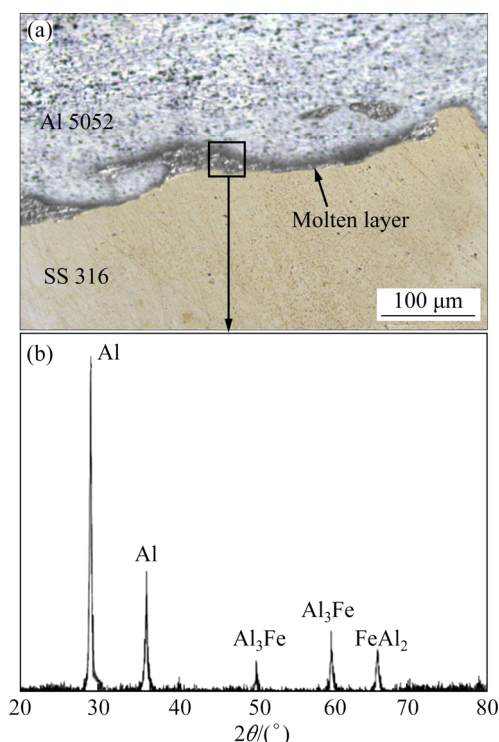 (a)
Al 5052
Molten layer
SS 316
100 μm
(b)
Al
Al
Al₃Fe
Al₃Fe
FeAl₂
20 30 40 50 60 70 80
2θ/(°)